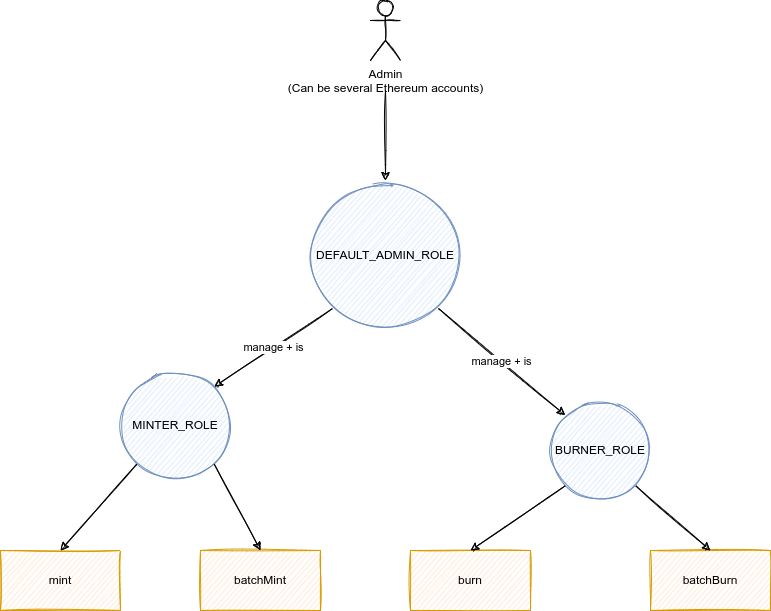 Admin
(Can be several Ethereum accounts)
DEFAULT_ADMIN_ROLE
manage + is
manage + is
MINTER_ROLE
BURNER_ROLE
mint
batchMint
burn
batchBurn